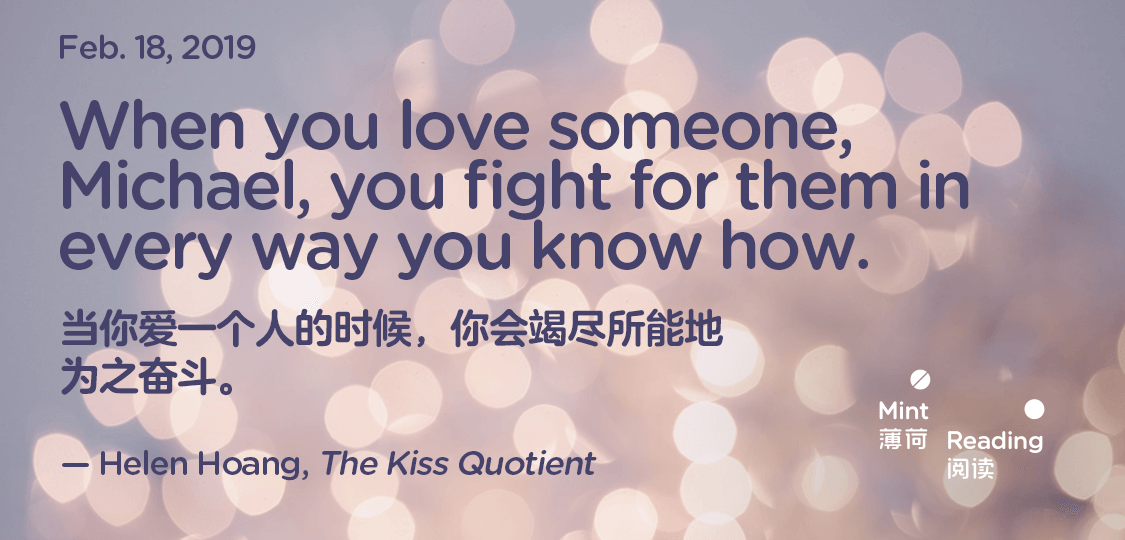 Feb. 18, 2019
When you love someone,
Michael, you fight for them in
every way you know how.
当你爱一个人的时候，你会竭尽所能地
为之奋斗。
— Helen Hoang, The Kiss Quotient
Mint
薄荷
Reading
阅读